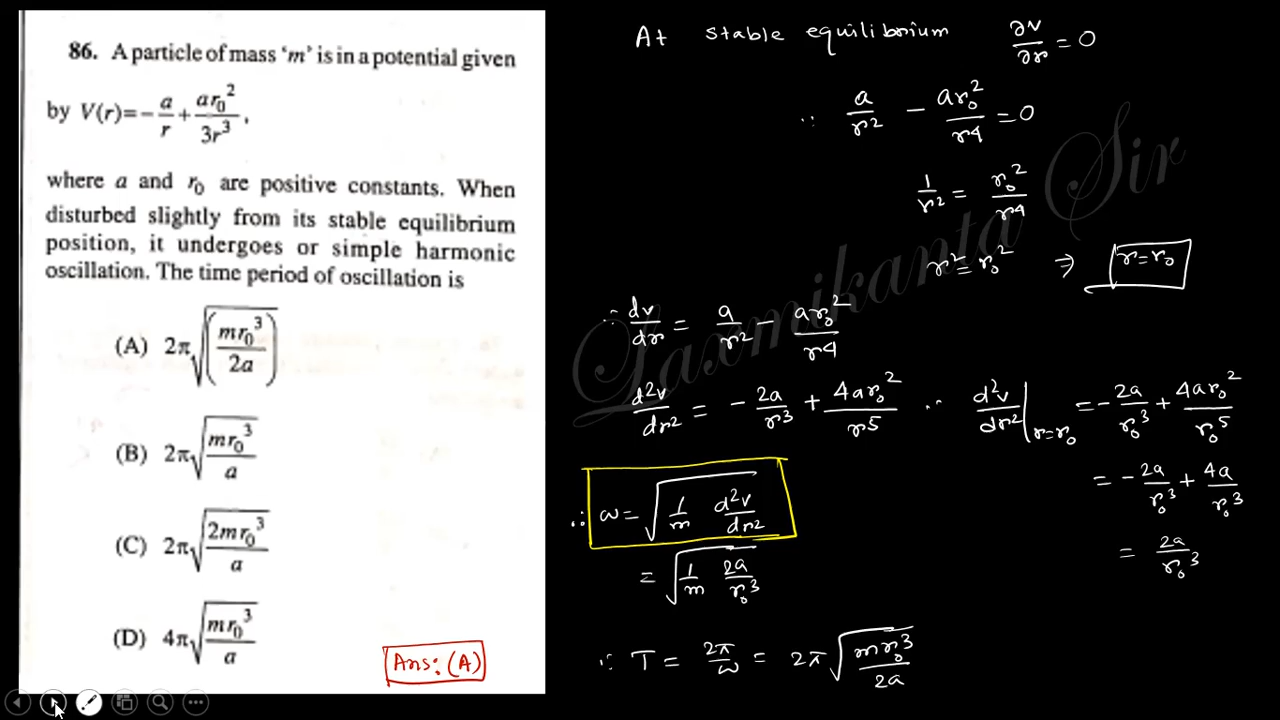 86. A particle of mass 'm' is in a potential given
by V(r)=-a/r+ar₀²/3r³,
where a and r₀ are positive constants. When
disturbed slightly from its stable equilibrium
position, it undergoes or simple harmonic
oscillation. The time period of oscillation is
(A) 2π√(mr₀³/2a)
(B) 2π√(mr₀³/a)
(C) 2π√(2mr₀³/a)
(D) 4π√(mr₀³/a)
Ans: (A)
At stable equilibrium ∂v/∂r=0
∵ a/r² - ar₀²/r⁴ = 0
1/r² = r₀²/r⁴
r² = r₀² ⇒ r=r₀
∵ dv/dr = a/r² - ar₀²/r⁴
d²v/dr² = -2a/r³ + 4ar₀²/r⁵ ∴ d²v/dr²|r=r₀ = -2a/r₀³ + 4ar₀²/r₀⁵
= -2a/r₀³ + 4a/r₀³
= 2a/r₀³
∴ ω = √(1/m d²v/dr²)
= √(1/m 2a/r₀³)
∴ T = 2π/ω = 2π√(mr₀³/2a)
Laxmikanta Sir